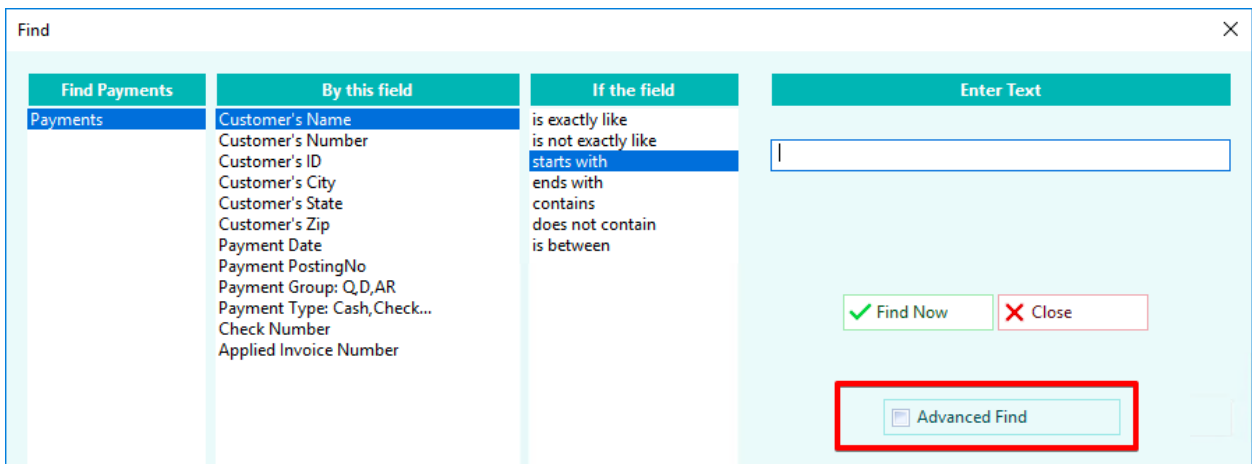 Find
Find Payments
Payments
By this field
Customer's Name
Customer's Number
Customer's ID
Customer's City
Customer's State
Customer's Zip
Payment Date
Payment PostingNo
Payment Group: Q,D,AR
Payment Type: Cash,Check...
Check Number
Applied Invoice Number
If the field
is exactly like
is not exactly like
starts with
ends with
contains
does not contain
is between
Enter Text
Find Now
Close
Advanced Find